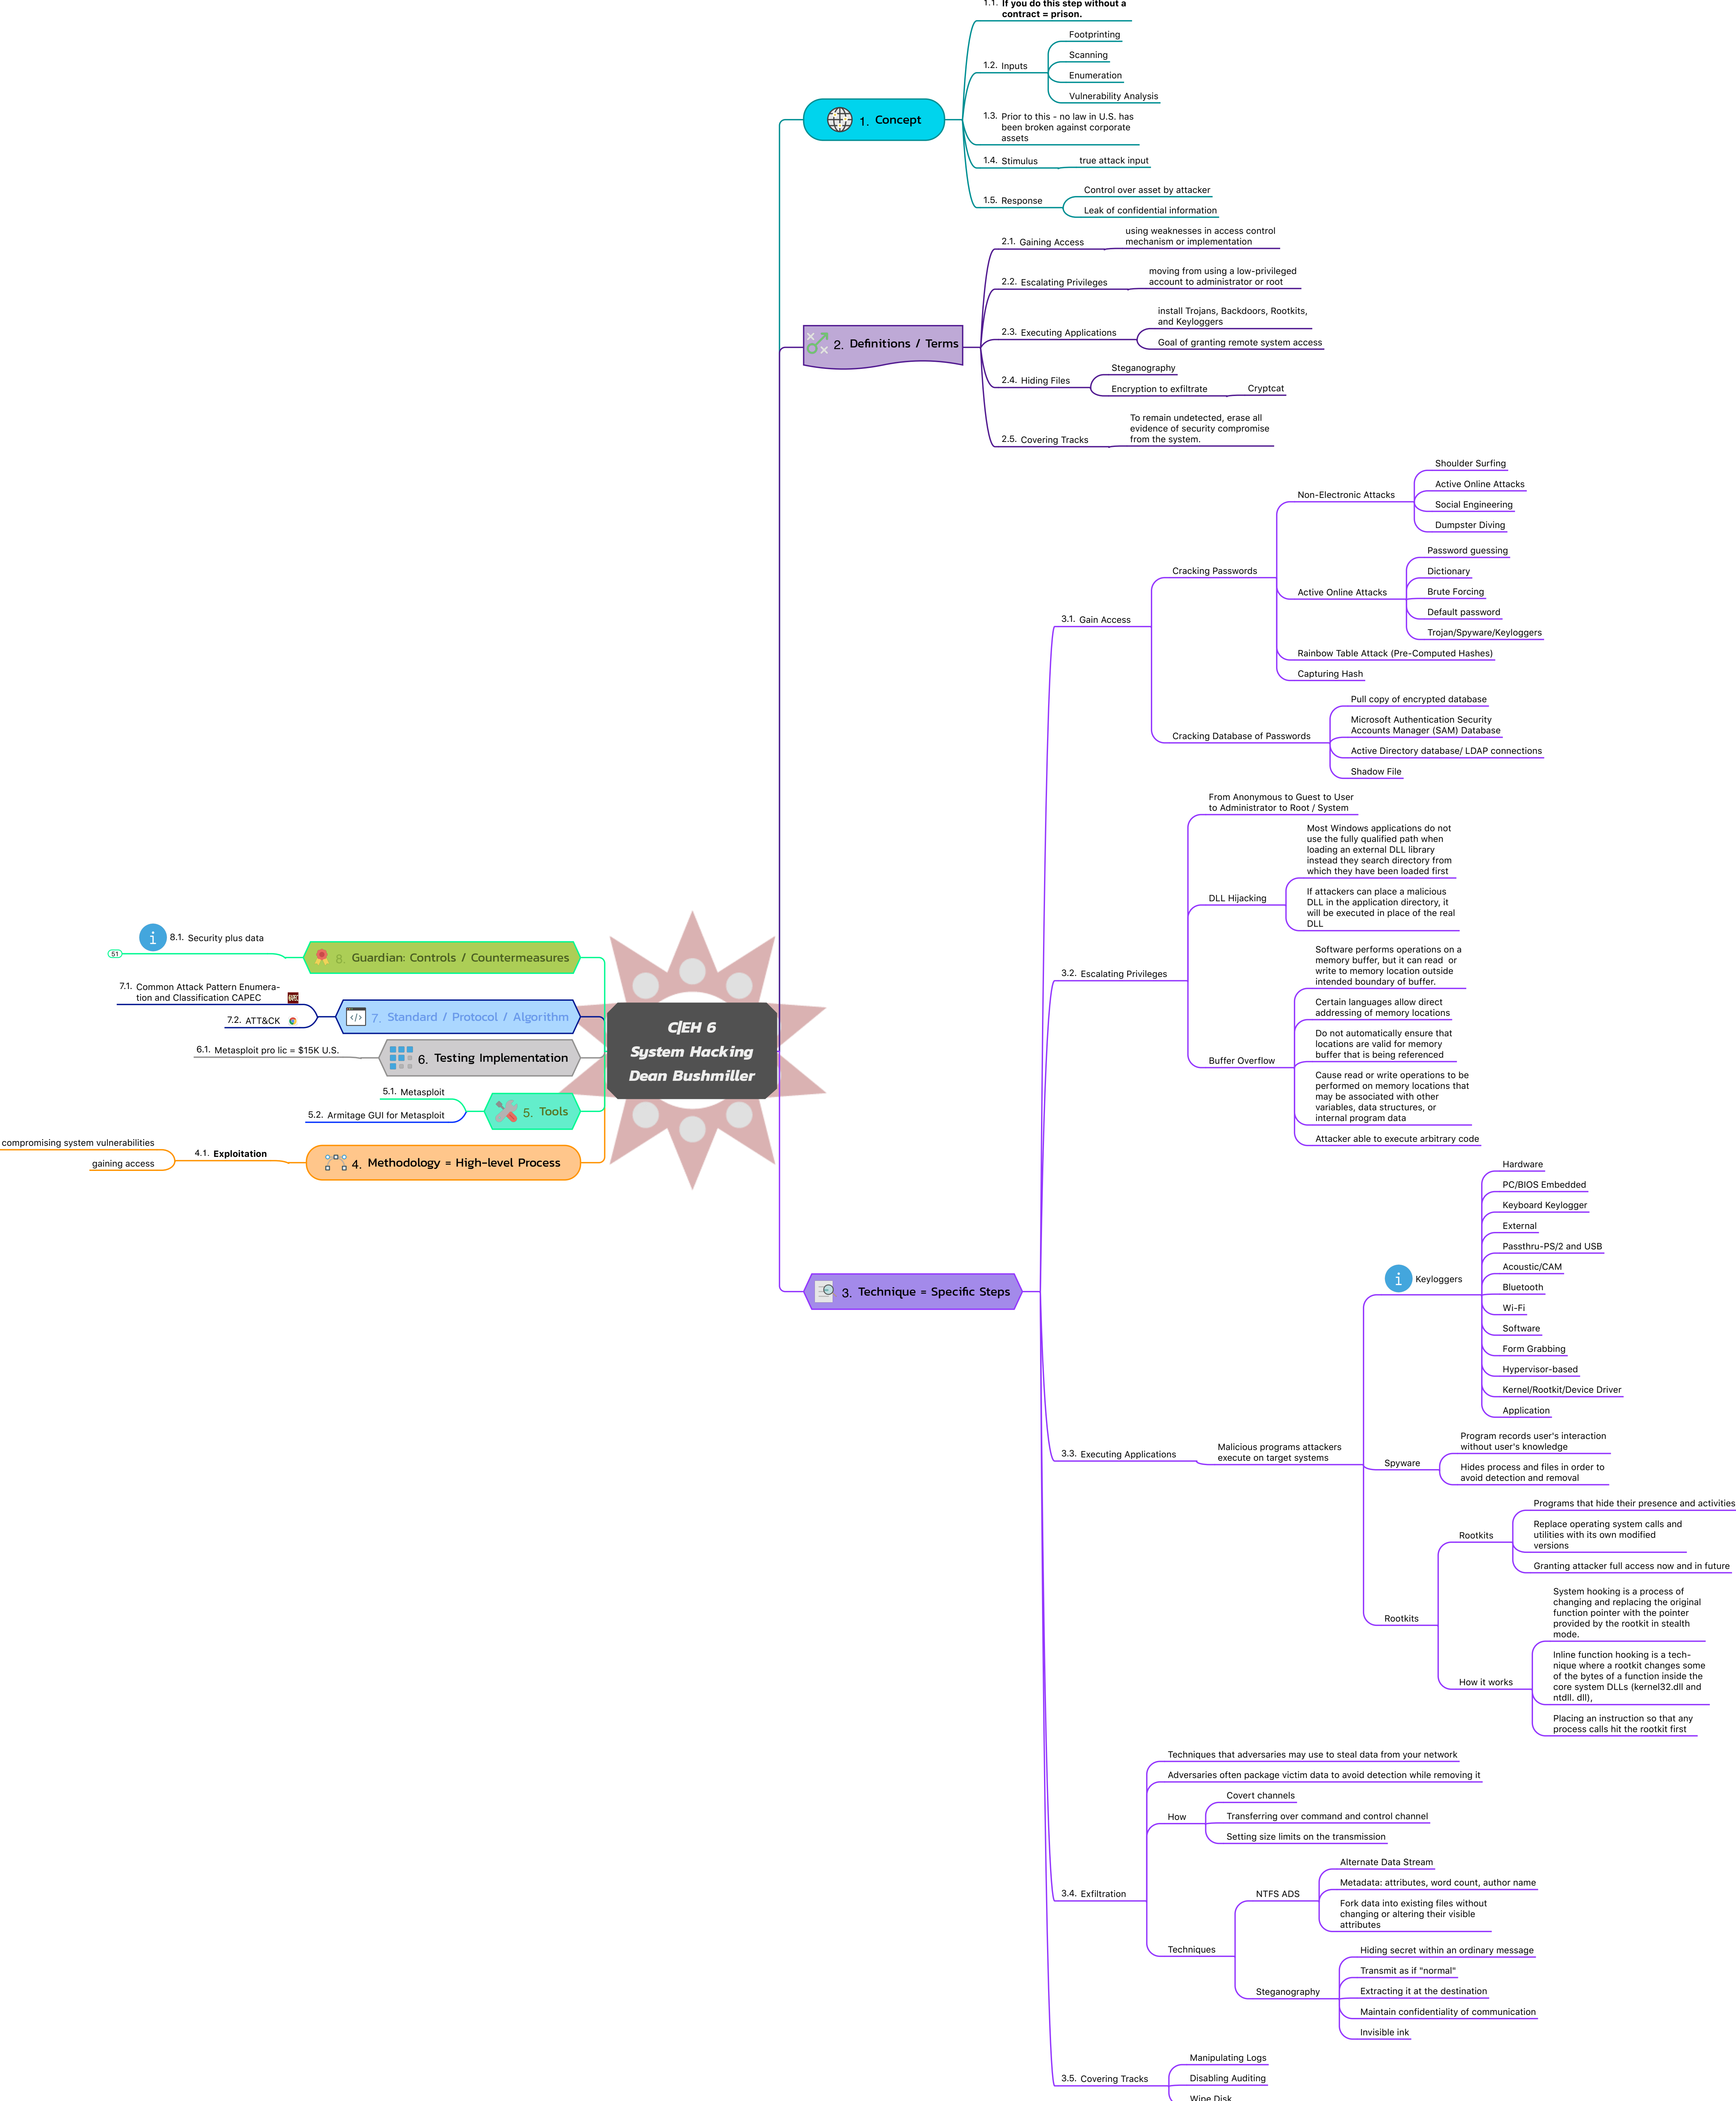 1.1. If you do this step without a
contract = prison.
1.2. Inputs
Footprinting
Scanning
Enumeration
Vulnerability Analysis
1. Concept
1.3. Prior to this - no law in U.S. has
been broken against corporate
assets
1.4. Stimulus
true attack input
1.5. Response
Control over asset by attacker
Leak of confidential information
2. Definitions / Terms
2.1. Gaining Access
using weaknesses in access control
mechanism or implementation
2.2. Escalating Privileges
moving from using a low-privileged
account to administrator or root
2.3. Executing Applications
install Trojans, Backdoors, Rootkits,
and Keyloggers
Goal of granting remote system access
2.4. Hiding Files
Steganography
Encryption to exfiltrate
Cryptcat
2.5. Covering Tracks
To remain undetected, erase all
evidence of security compromise
from the system.
3. Technique = Specific Steps
3.1. Gain Access
Cracking Passwords
Non-Electronic Attacks
Shoulder Surfing
Active Online Attacks
Social Engineering
Dumpster Diving
Active Online Attacks
Password guessing
Dictionary
Brute Forcing
Default password
Trojan/Spyware/Keyloggers
Rainbow Table Attack (Pre-Computed Hashes)
Capturing Hash
Cracking Database of Passwords
Pull copy of encrypted database
Microsoft Authentication Security
Accounts Manager (SAM) Database
Active Directory database/ LDAP connections
Shadow File
3.2. Escalating Privileges
From Anonymous to Guest to User
to Administrator to Root / System
DLL Hijacking
Most Windows applications do not
use the fully qualified path when
loading an external DLL library
instead they search directory from
which they have been loaded first
If attackers can place a malicious
DLL in the application directory, it
will be executed in place of the real
DLL
Buffer Overflow
Software performs operations on a
memory buffer, but it can read or
write to memory location outside
intended boundary of buffer.
Certain languages allow direct
addressing of memory locations
Do not automatically ensure that
locations are valid for memory
buffer that is being referenced
Cause read or write operations to be
performed on memory locations that
may be associated with other
variables, data structures, or
internal program data
Attacker able to execute arbitrary code
3.3. Executing Applications
Malicious programs attackers
execute on target systems
i Keyloggers
Hardware
PC/BIOS Embedded
Keyboard Keylogger
External
Passthru-PS/2 and USB
Acoustic/CAM
Bluetooth
Wi-Fi
Software
Form Grabbing
Hypervisor-based
Kernel/Rootkit/Device Driver
Application
Spyware
Program records user's interaction
without user's knowledge
Hides process and files in order to
avoid detection and removal
Rootkits
Rootkits
Programs that hide their presence and activities
Replace operating system calls and
utilities with its own modified
versions
Granting attacker full access now and in future
How it works
System hooking is a process of
changing and replacing the original
function pointer with the pointer
provided by the rootkit in stealth
mode.
Inline function hooking is a tech-
nique where a rootkit changes some
of the bytes of a function inside the
core system DLLs (kernel32.dll and
ntdll. dll),
Placing an instruction so that any
process calls hit the rootkit first
3.4. Exfiltration
Techniques that adversaries may use to steal data from your network
Adversaries often package victim data to avoid detection while removing it
How
Covert channels
Transferring over command and control channel
Setting size limits on the transmission
Techniques
NTFS ADS
Alternate Data Stream
Metadata: attributes, word count, author name
Fork data into existing files without
changing or altering their visible
attributes
Steganography
Hiding secret within an ordinary message
Transmit as if "normal"
Extracting it at the destination
Maintain confidentiality of communication
Invisible ink
3.5. Covering Tracks
Manipulating Logs
Disabling Auditing
Wipe Disk
C|EH 6
System Hacking
Dean Bushmiller
8. Guardian: Controls / Countermeasures
i 8.1. Security plus data
51
7. Standard / Protocol / Algorithm
7.1. Common Attack Pattern Enumera-
tion and Classification CAPEC
7.2. ATT&CK
6. Testing Implementation
6.1. Metasploit pro lic = $15K U.S.
5. Tools
5.1. Metasploit
5.2. Armitage GUI for Metasploit
4. Methodology = High-level Process
4.1. Exploitation
compromising system vulnerabilities
gaining access